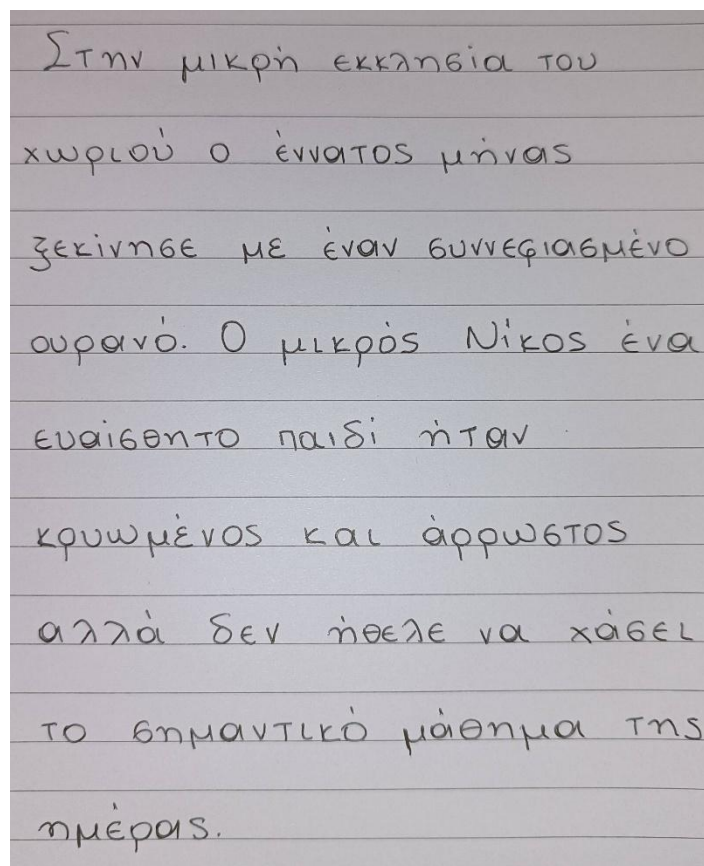 Στην μικρή εκκλησία του
χωριού ο έννατος μήνας
ξεκίνησε με έναν συννεφιασμένο
ουρανό. Ο μικρός Νίκος ένα
ευαίσθητο παιδί ήταν
κρυωμένος και άρρωστος
αλλά δεν ήθελε να χάσει
το σημαντικό μάθημα της
ημέρας.